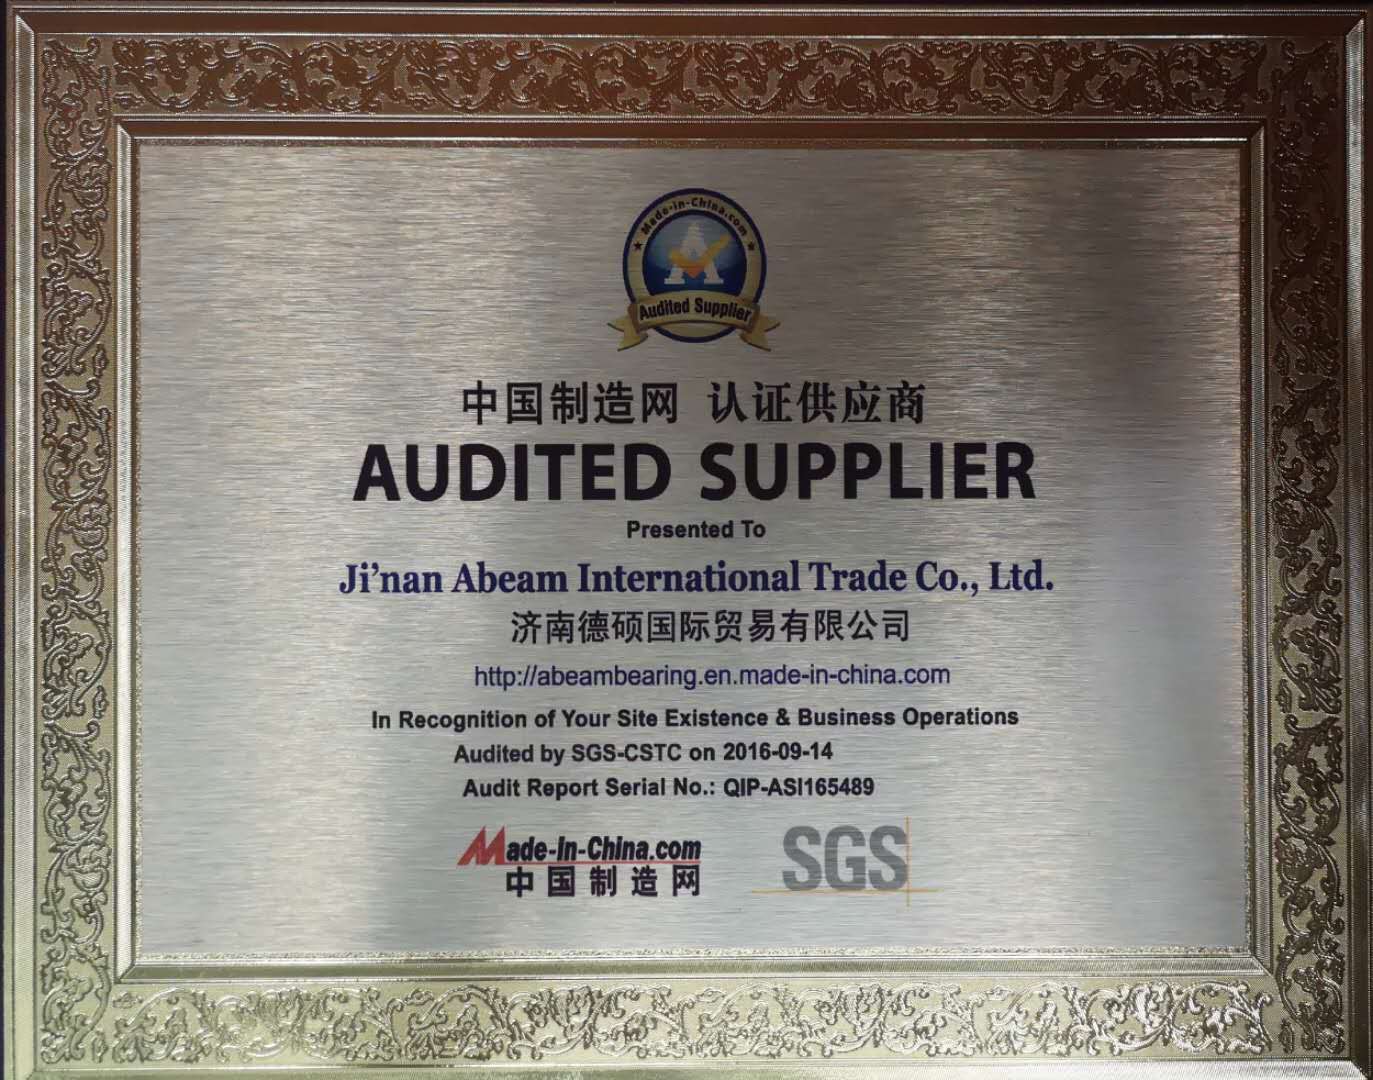 Made-in-China.com
Audited Supplier
中国制造网 认证供应商
AUDITED SUPPLIER
Presented To
Ji'nan Abeam International Trade Co., Ltd.
济南德硕国际贸易有限公司
http://abeambearing.en.made-in-china.com
In Recognition of Your Site Existence & Business Operations
Audited by SGS-CSTC on 2016-09-14
Audit Report Serial No.: QIP-ASI165489
Made-in-China.com
中国制造网
SGS